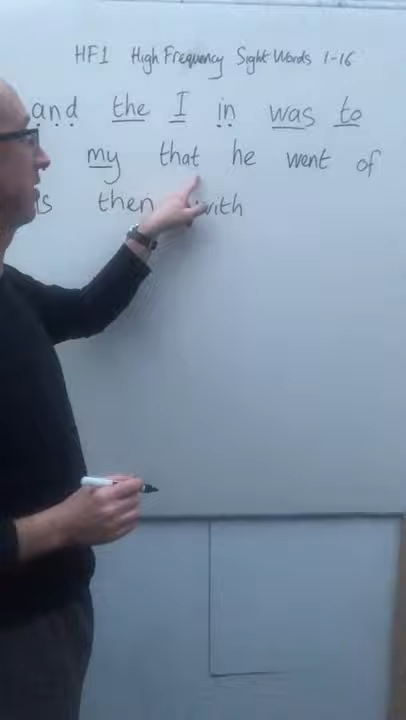 HF1 High Frequency Sight Words 1-16
and the I in was to
my that he went of
then with